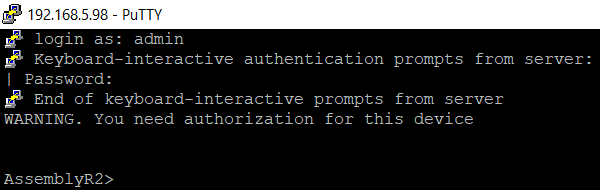 192.168.5.98 - PuTTY
login as: admin
Keyboard-interactive authentication prompts from server:
| Password:
End of keyboard-interactive prompts from server
WARNING. You need authorization for this device
AssemblyR2>